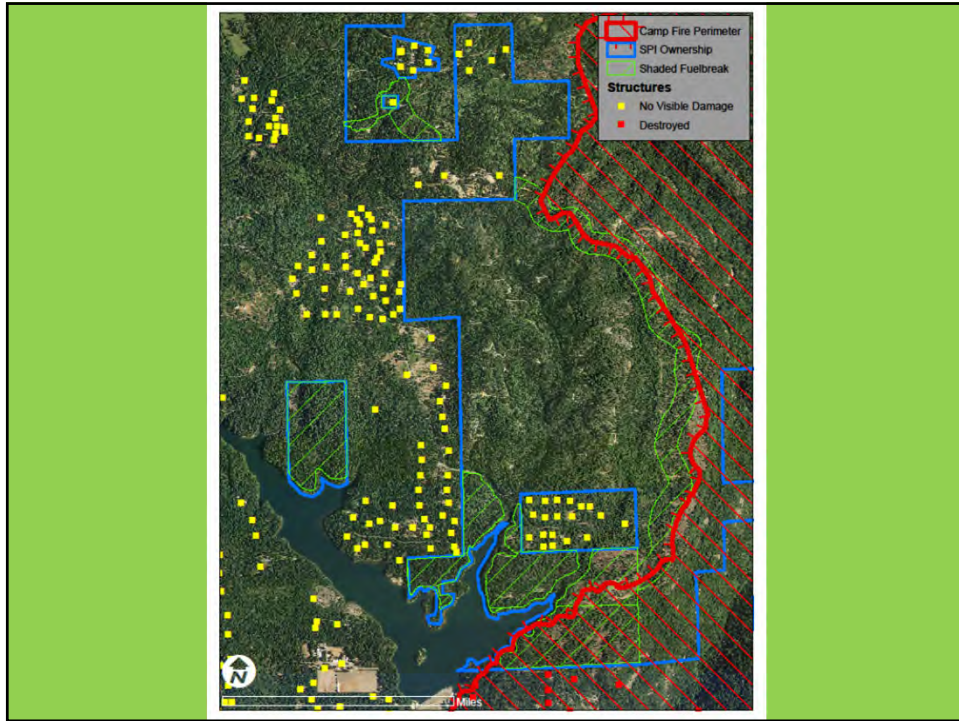 Camp Fire Perimeter
SPI Ownership
Shaded Fuelbreak
Structures
No Visible Damage
Destroyed
N
Miles